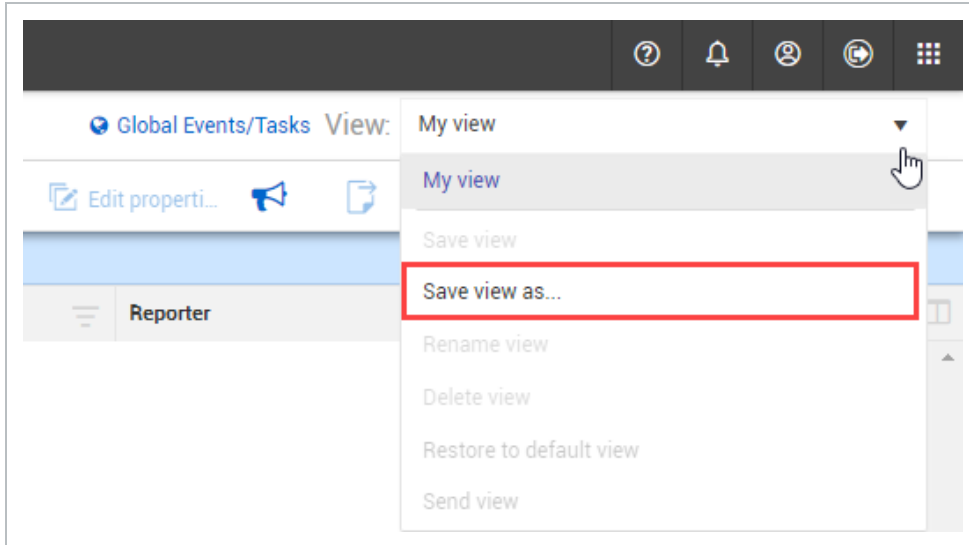 Global Events/Tasks View: My view
Edit properti...
My view
Save view
Save view as...
Reporter
Rename view
Delete view
Restore to default view
Send view